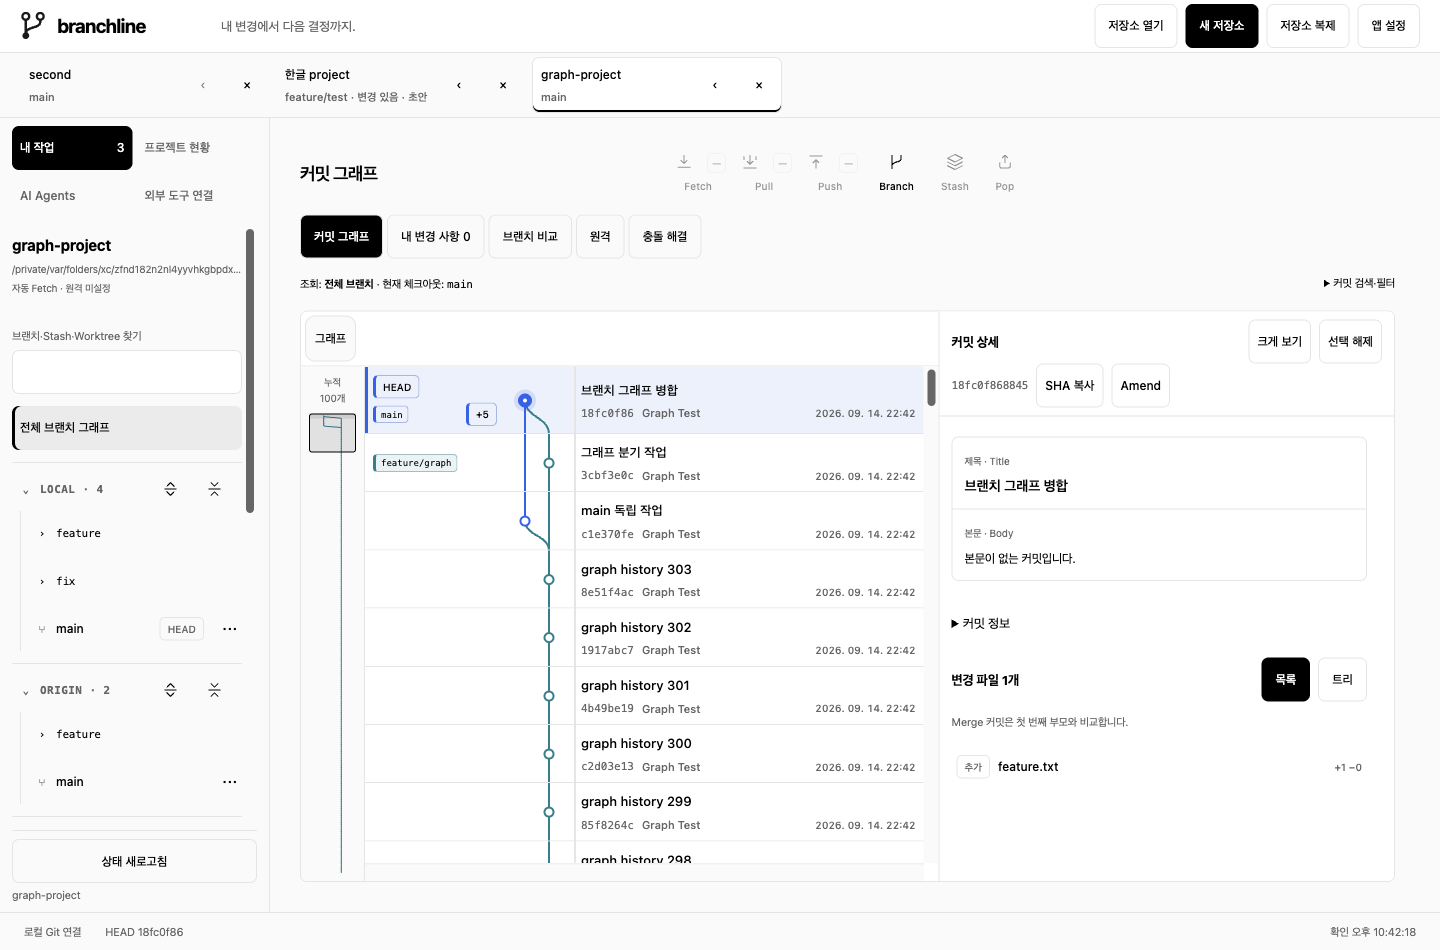 branchline
내 변경에서 다음 결정까지.
저장소 열기
새 저장소
저장소 복제
앱 설정
second
main
한글 project
feature/test · 변경 있음 · 초안
graph-project
main
내 작업 3
프로젝트 현황
AI Agents
외부 도구 연결
graph-project
/private/var/folders/xc/zfnd182n2nl4yyvhkgbpdx...
자동 Fetch · 원격 미설정
브랜치·Stash·Worktree 찾기
전체 브랜치 그래프
LOCAL · 4
feature
fix
main HEAD ...
ORIGIN · 2
feature
main ...
상태 새로고침
graph-project
커밋 그래프
Fetch
Pull
Push
Branch
Stash
Pop
커밋 그래프
내 변경 사항 0
브랜치 비교
원격
충돌 해결
조회: 전체 브랜치 · 현재 체크아웃: main
▶ 커밋 검색·필터
그래프
누적
100개
HEAD
main
+5
브랜치 그래프 병합
18fc0f86 Graph Test 2026. 09. 14. 22:42
feature/graph
그래프 분기 작업
3cbf3e0c Graph Test 2026. 09. 14. 22:42
main 독립 작업
c1e370fe Graph Test 2026. 09. 14. 22:42
graph history 303
8e51f4ac Graph Test 2026. 09. 14. 22:42
graph history 302
1917abc7 Graph Test 2026. 09. 14. 22:42
graph history 301
4b49be19 Graph Test 2026. 09. 14. 22:42
graph history 300
c2d03e13 Graph Test 2026. 09. 14. 22:42
graph history 299
85f8264c Graph Test 2026. 09. 14. 22:42
graph history 298
커밋 상세
크게 보기
선택 해제
18fc0f868845
SHA 복사
Amend
제목 · Title
브랜치 그래프 병합
본문 · Body
본문이 없는 커밋입니다.
▶ 커밋 정보
변경 파일 1개
목록
트리
Merge 커밋은 첫 번째 부모와 비교합니다.
추가 feature.txt +1 −0
로컬 Git 연결
HEAD 18fc0f86
확인 오후 10:42:18